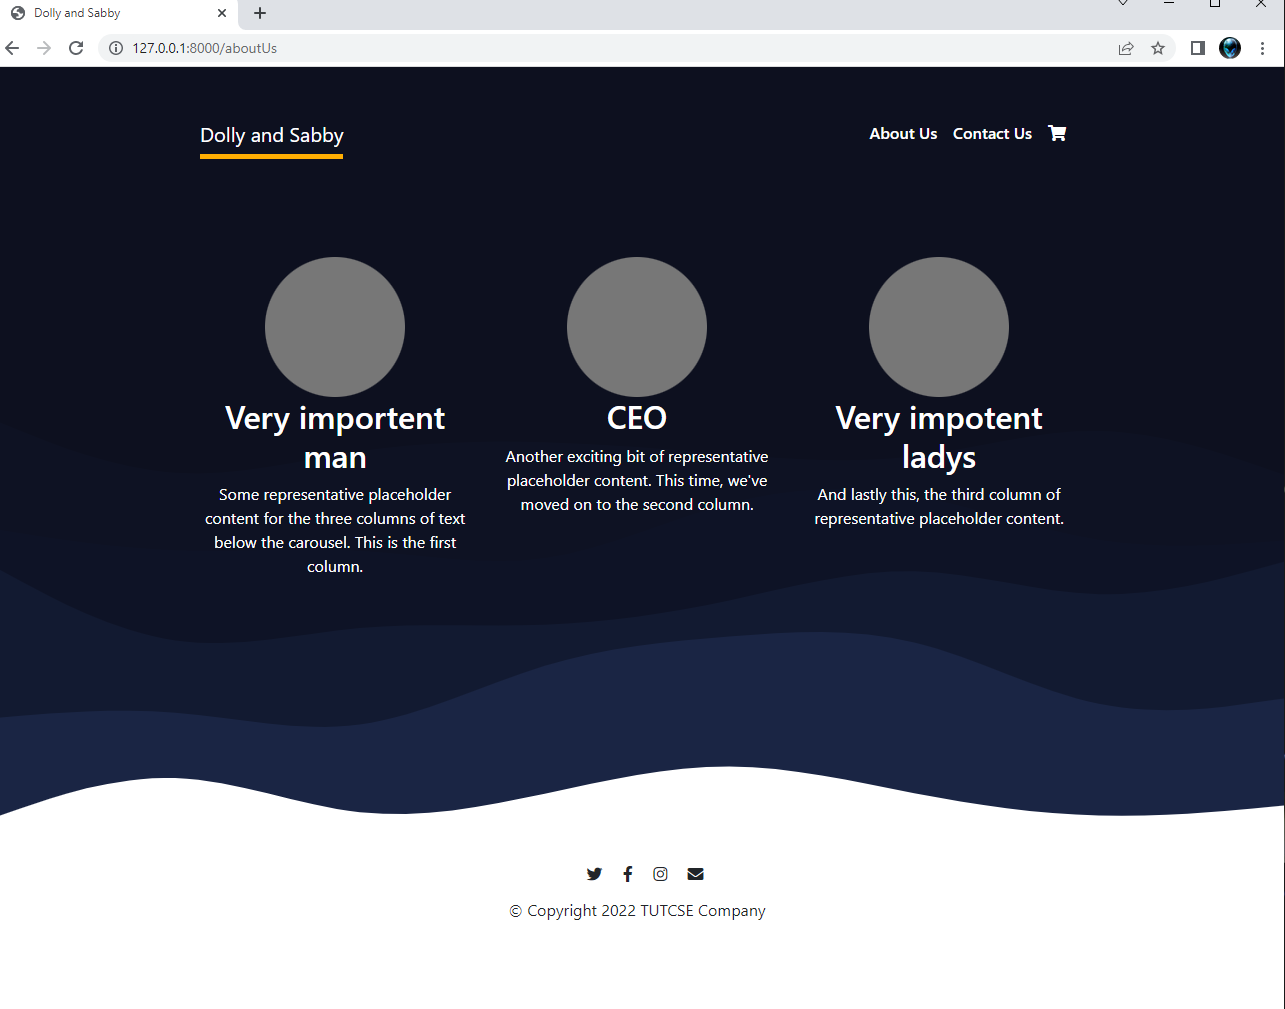 Dolly and Sabby
127.0.0.1:8000/aboutUs
Dolly and Sabby
About Us Contact Us
Very importent
man
Some representative placeholder
content for the three columns of text
below the carousel. This is the first
column.
CEO
Another exciting bit of representative
placeholder content. This time, we've
moved on to the second column.
Very impotent
ladys
And lastly this, the third column of
representative placeholder content.
© Copyright 2022 TUTCSE Company